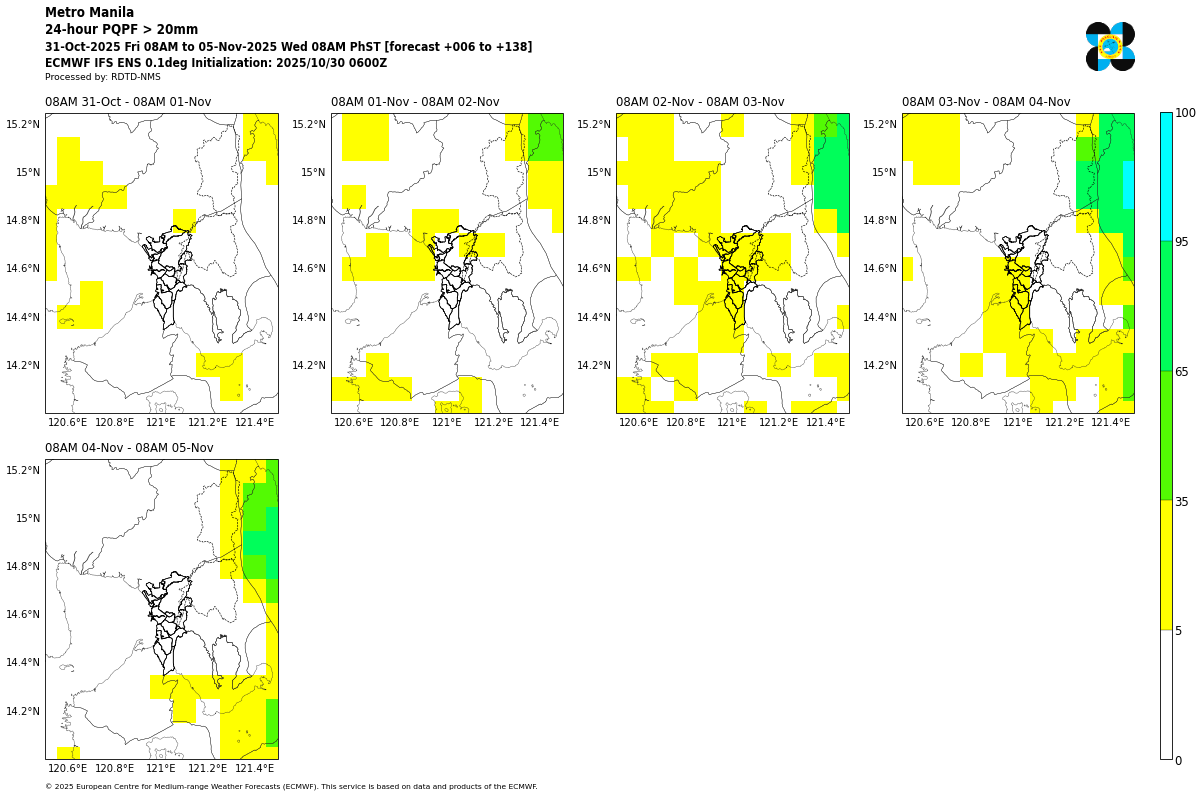 Metro Manila
24-hour PQPF > 20mm
31-Oct-2025 Fri 08AM to 05-Nov-2025 Wed 08AM PhST [forecast +006 to +138]
ECMWF IFS ENS 0.1deg Initialization: 2025/10/30 0600Z
Processed by: RDTD-NMS
08AM 31-Oct - 08AM 01-Nov
15.2°N
15°N
14.8°N
14.6°N
14.4°N
14.2°N
120.6°E 120.8°E 121°E 121.2°E 121.4°E
08AM 01-Nov - 08AM 02-Nov
15.2°N
15°N
14.8°N
14.6°N
14.4°N
14.2°N
120.6°E 120.8°E 121°E 121.2°E 121.4°E
08AM 02-Nov - 08AM 03-Nov
15.2°N
15°N
14.8°N
14.6°N
14.4°N
14.2°N
120.6°E 120.8°E 121°E 121.2°E 121.4°E
08AM 03-Nov - 08AM 04-Nov
15.2°N
15°N
14.8°N
14.6°N
14.4°N
14.2°N
120.6°E 120.8°E 121°E 121.2°E 121.4°E
08AM 04-Nov - 08AM 05-Nov
15.2°N
15°N
14.8°N
14.6°N
14.4°N
14.2°N
120.6°E 120.8°E 121°E 121.2°E 121.4°E
100
95
65
35
5
0
© 2025 European Centre for Medium-range Weather Forecasts (ECMWF). This service is based on data and products of the ECMWF.